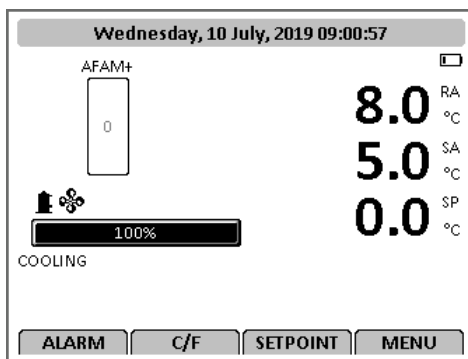 Wednesday, 10 July, 2019 09:00:57
AFAM+
0
8.0 RA °C
5.0 SA °C
0.0 SP °C
100%
COOLING
ALARM C/F SETPOINT MENU